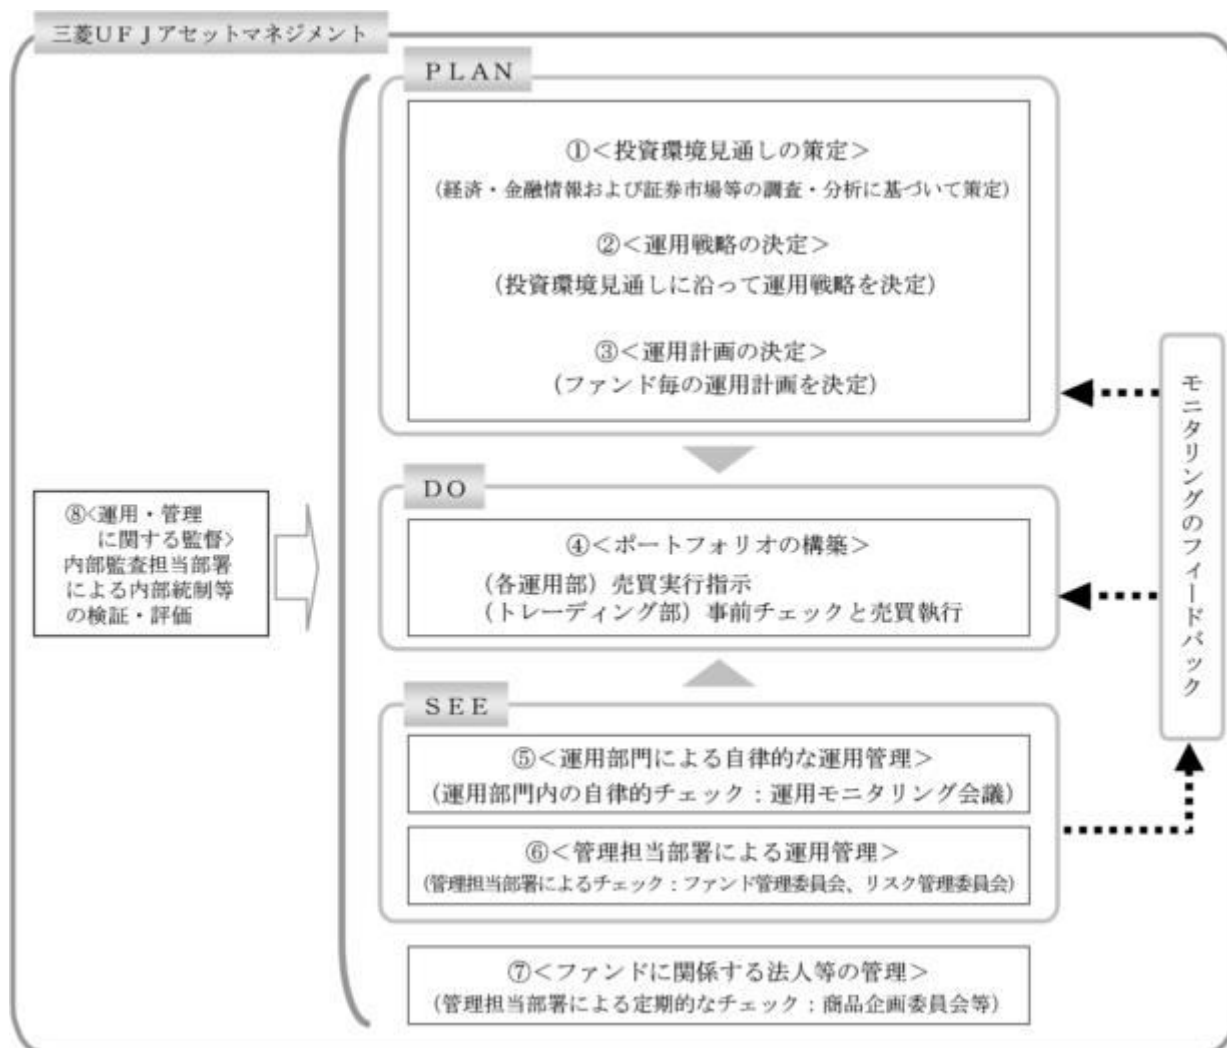 三菱ＵＦＪアセットマネジメント
ＰＬＡＮ
①＜投資環境見通しの策定＞
（経済・金融情報および証券市場等の調査・分析に基づいて策定）
②＜運用戦略の決定＞
（投資環境見通しに沿って運用戦略を決定）
③＜運用計画の決定＞
（ファンド毎の運用計画を決定）
ＤＯ
④＜ポートフォリオの構築＞
（各運用部）売買実行指示
（トレーディング部）事前チェックと売買執行
ＳＥＥ
⑤＜運用部門による自律的な運用管理＞
（運用部門内の自律的チェック：運用モニタリング会議）
⑥＜管理担当部署による運用管理＞
（管理担当部署によるチェック：ファンド管理委員会、リスク管理委員会）
⑦＜ファンドに関係する法人等の管理＞
（管理担当部署による定期的なチェック：商品企画委員会等）
⑧<運用・管理
に関する監督>
内部監査担当部署
による内部統制等
の検証・評価
モニタリングのフィードバック